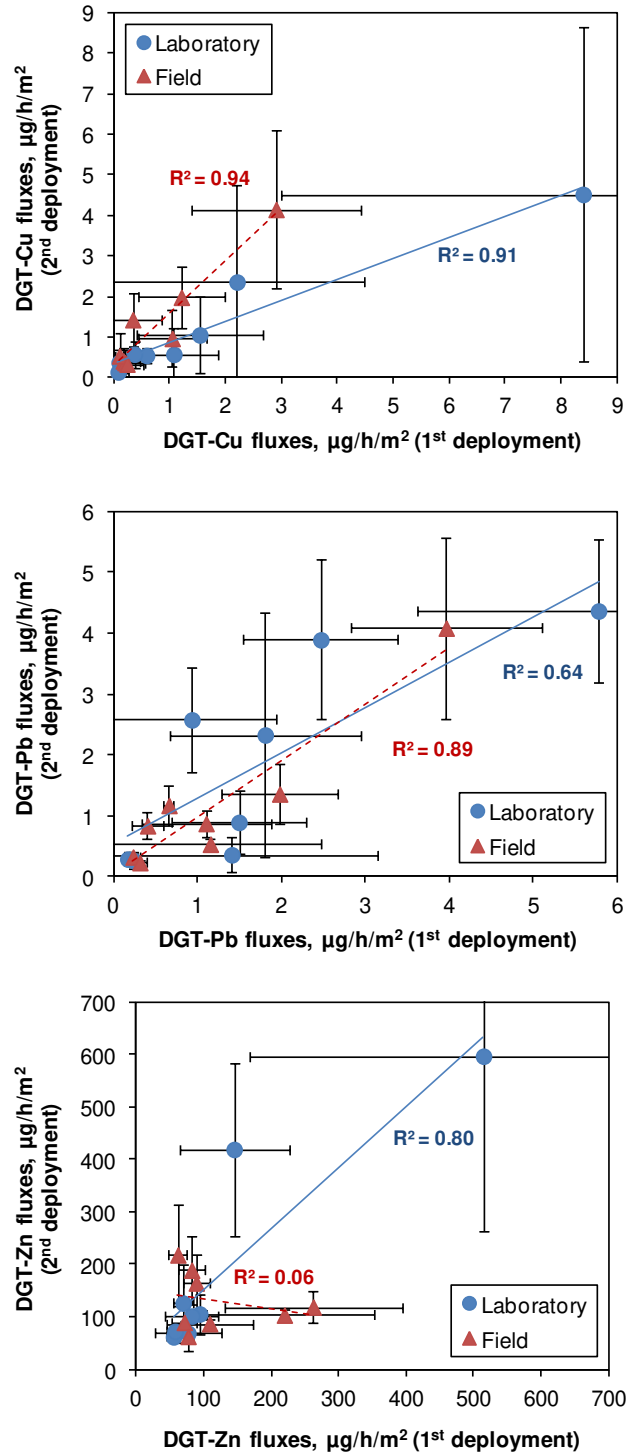 9
8
7
6
5
4
3
2
1
0
Laboratory
Field
R² = 0.94
R² = 0.91
0 1 2 3 4 5 6 7 8 9
DGT-Cu fluxes, µg/h/m²
(2nd deployment)
DGT-Cu fluxes, µg/h/m² (1st deployment)
6
5
4
3
2
1
0
R² = 0.64
R² = 0.89
Laboratory
Field
0 1 2 3 4 5 6
DGT-Pb fluxes, µg/h/m²
(2nd deployment)
DGT-Pb fluxes, µg/h/m² (1st deployment)
700
600
500
400
300
200
100
0
R² = 0.80
R² = 0.06
Laboratory
Field
0 100 200 300 400 500 600 700
DGT-Zn fluxes, µg/h/m²
(2nd deployment)
DGT-Zn fluxes, µg/h/m² (1st deployment)